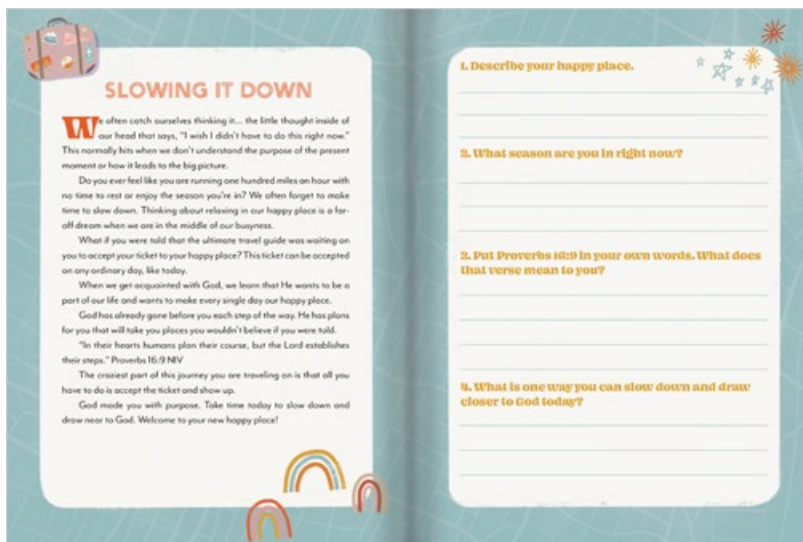 SLOWING IT DOWN
We often catch ourselves thinking it... the little thought inside of
our head that says, "I wish I didn't have to do this right now."
This normally hits when we don't understand the purpose of the present
moment or how it leads to the big picture.
Do you ever feel like you are running one hundred miles an hour with
no time to rest or enjoy the season you're in? We often forget to make
time to slow down. Thinking about relaxing in our happy place is a far-
off dream when we are in the middle of our busyness.
What if you were told that the ultimate travel guide was waiting on
you to accept your ticket to your happy place? This ticket can be accepted
on any ordinary day, like today.
When we get acquainted with God, we learn that He wants to be a
part of our life and wants to make every single day our happy place.
God has already gone before you each step of the way. He has plans
for you that will take you places you wouldn't believe if you were told.
"In their hearts humans plan their course, but the Lord establishes
their steps." Proverbs 16:9 NIV
The craziest part of this journey you are traveling on is that all you
have to do is accept the ticket and show up.
God made you with purpose. Take time today to slow down and
draw near to God. Welcome to your new happy place!
1. Describe your happy place.
2. What season are you in right now?
3. Put Proverbs 16:9 in your own words. What does
that verse mean to you?
4. What is one way you can slow down and draw
closer to God today?